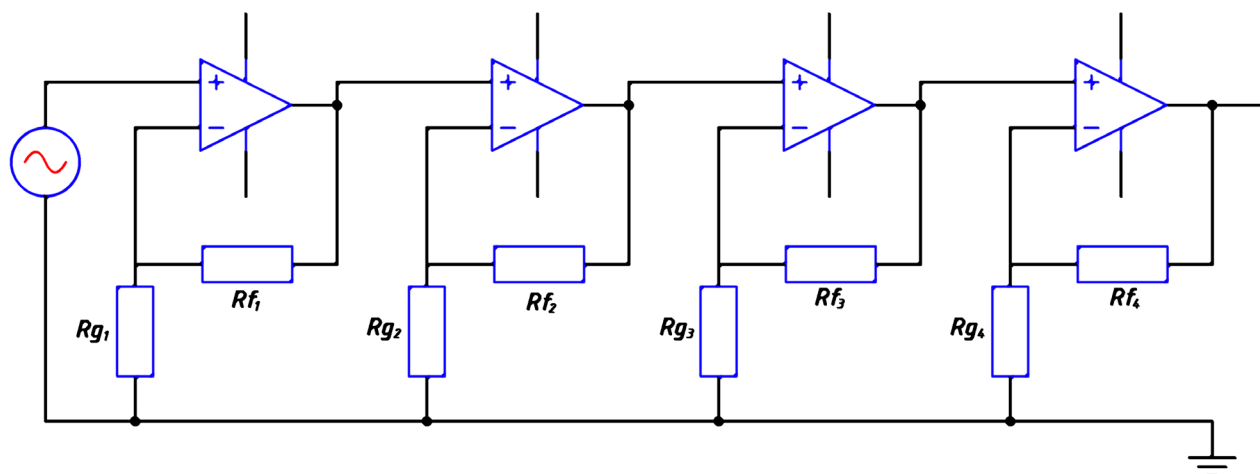 + + + +
− − − −
Rf₁ Rf₂ Rf₃ Rf₄
Rg₁ Rg₂ Rg₃ Rg₄